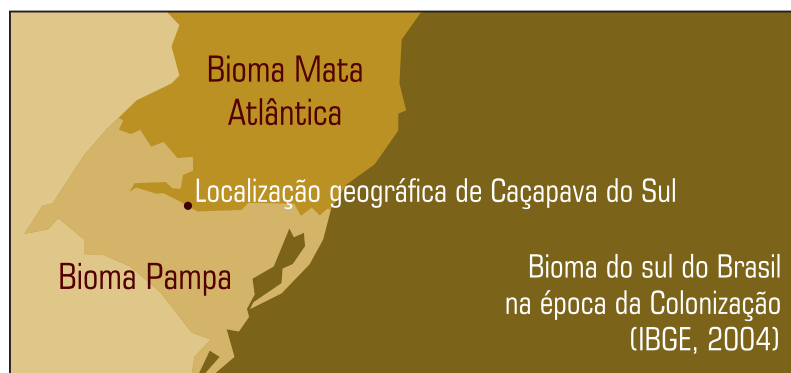 Bioma Mata
Atlântica
Localização geográfica de Caçapava do Sul
Bioma Pampa
Bioma do sul do Brasil
na época da Colonização
(IBGE, 2004)